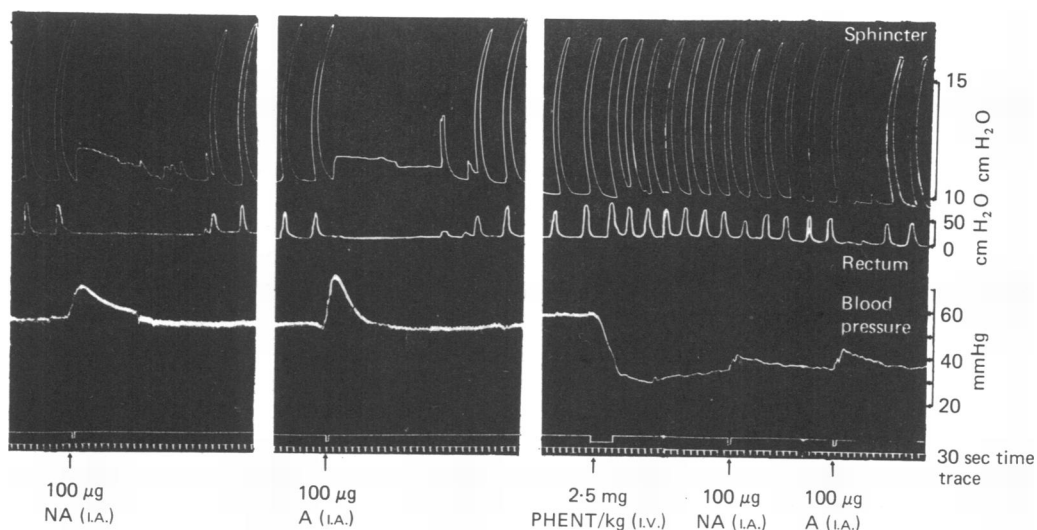 Sphincter
15
10
cm H₂O
50
0
cm H₂O
Rectum
Blood
pressure
60
40
20
mmHg
30 sec time
trace
100 µg
NA (I.A.)
100 µg
A (I.A.)
2·5 mg
PHENT/kg (I.V.)
100 µg
NA (I.A.)
100 µg
A (I.A.)